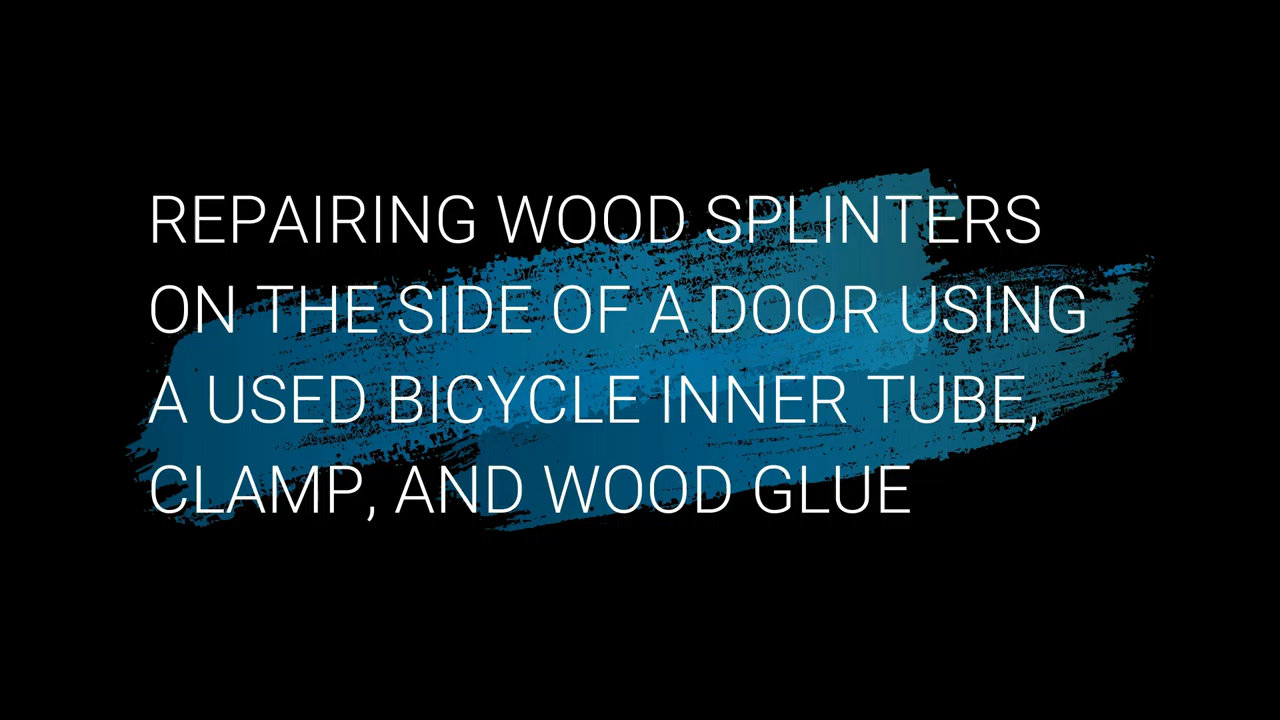 REPAIRING WOOD SPLINTERS
ON THE SIDE OF A DOOR USING
A USED BICYCLE INNER TUBE,
CLAMP, AND WOOD GLUE